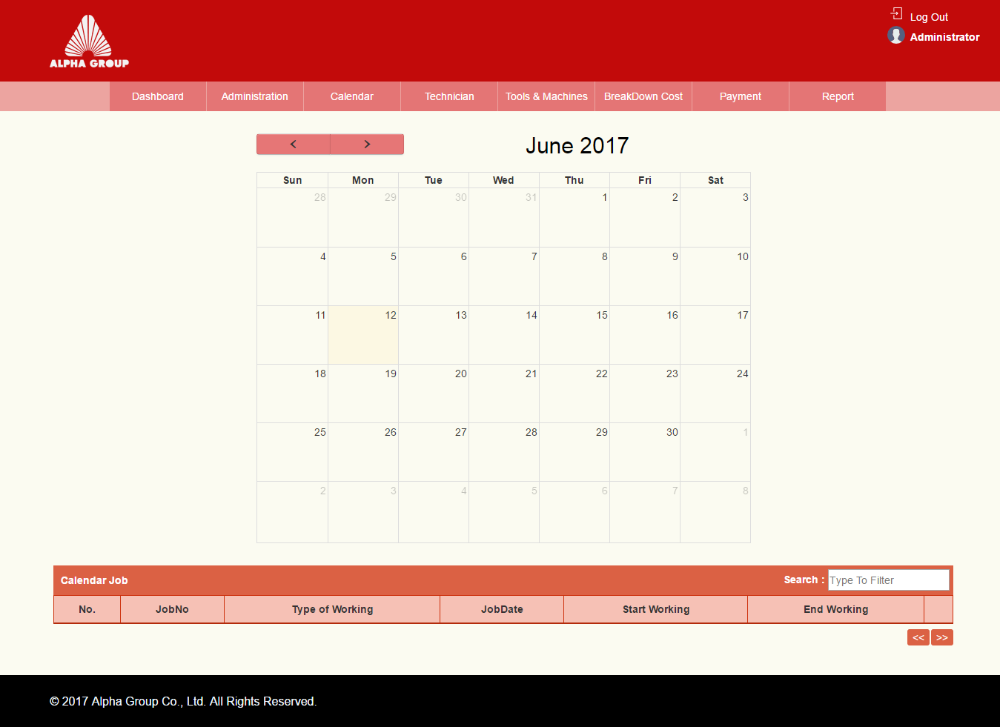 Log Out
ALPHA GROUP
Administrator
Dashboard Administration Calendar Technician Tools & Machines BreakDown Cost Payment Report
< > June 2017
Sun Mon Tue Wed Thu Fri Sat
28 29 30 31 1 2 3
4 5 6 7 8 9 10
11 12 13 14 15 16 17
18 19 20 21 22 23 24
25 26 27 28 29 30 1
2 3 4 5 6 7 8
Calendar Job Search : Type To Filter
No. JobNo Type of Working JobDate Start Working End Working
<< >>
© 2017 Alpha Group Co., Ltd. All Rights Reserved.